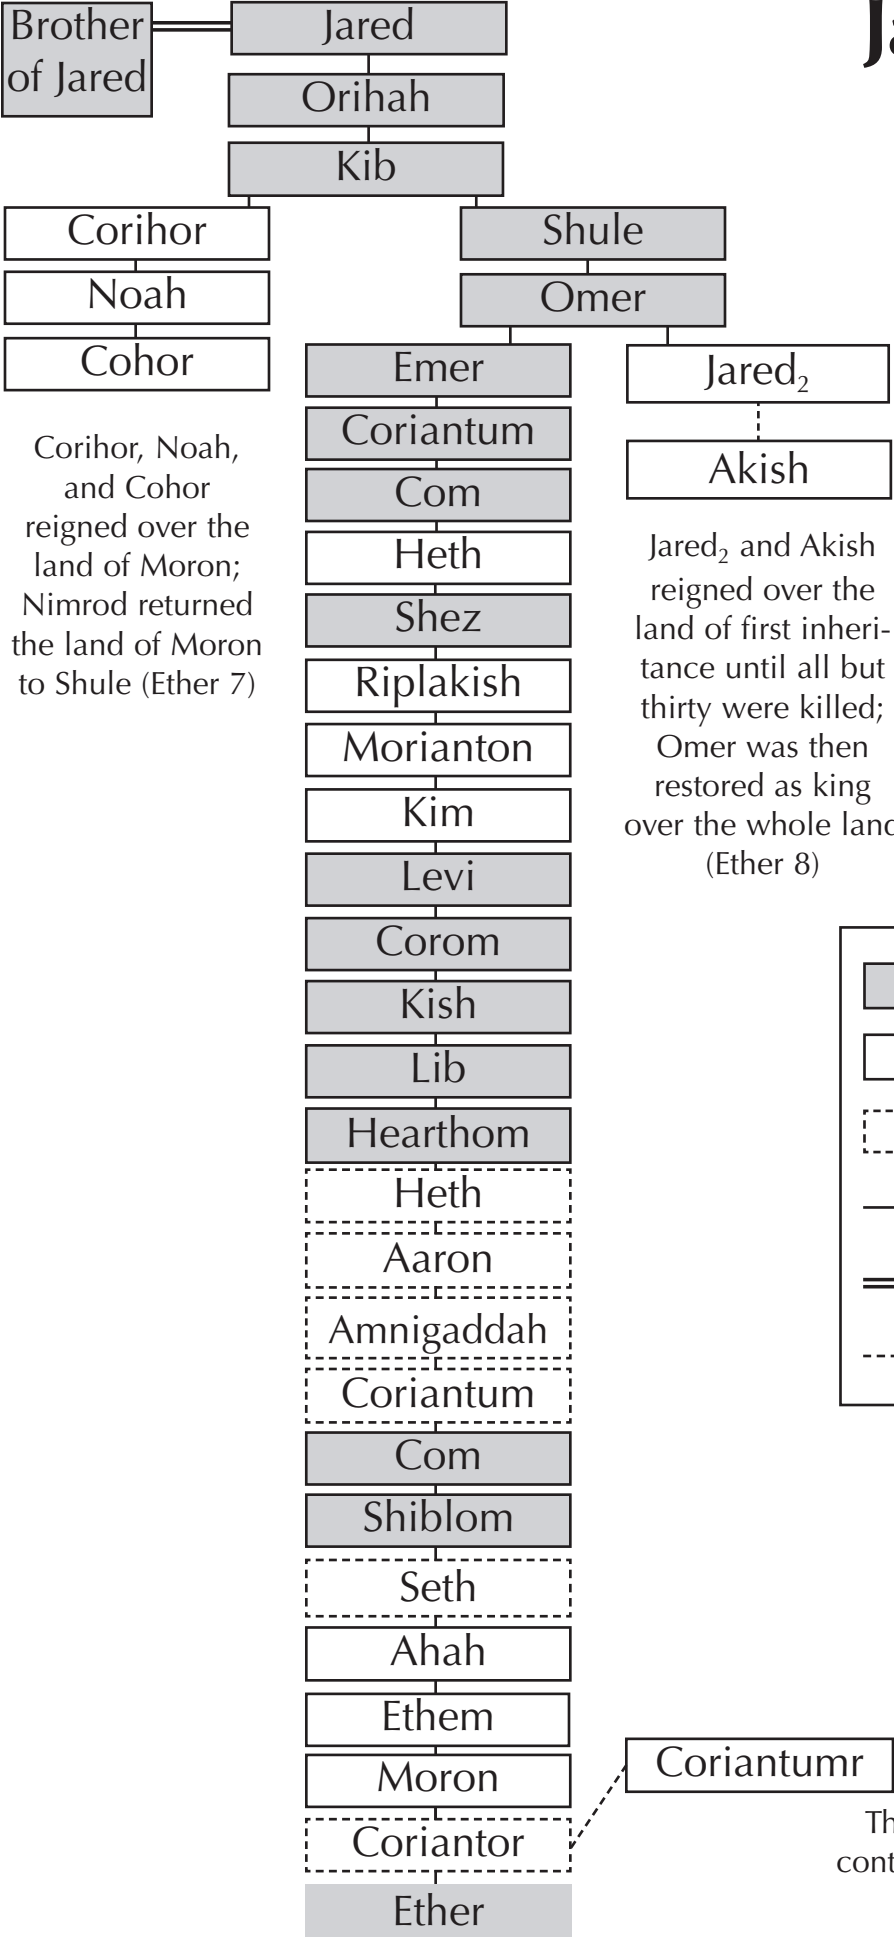 Brother
of Jared
Jared
Orihah
Kib
Corihor
Noah
Cohor
Corihor, Noah,
and Cohor
reigned over the
land of Moron;
Nimrod returned
the land of Moron
to Shule (Ether 7)
Shule
Omer
Jared₂
Akish
Jared₂ and Akish
reigned over the
land of first inheri-
tance until all but
thirty were killed;
Omer was then
restored as king
over the whole land
(Ether 8)
Emer
Coriantum
Com
Heth
Shez
Riplakish
Morianton
Kim
Levi
Corom
Kish
Lib
Hearthom
Heth
Aaron
Amnigaddah
Coriantum
Com
Shiblom
Seth
Ahah
Ethem
Moron
Coriantor
Ether
Coriantumr